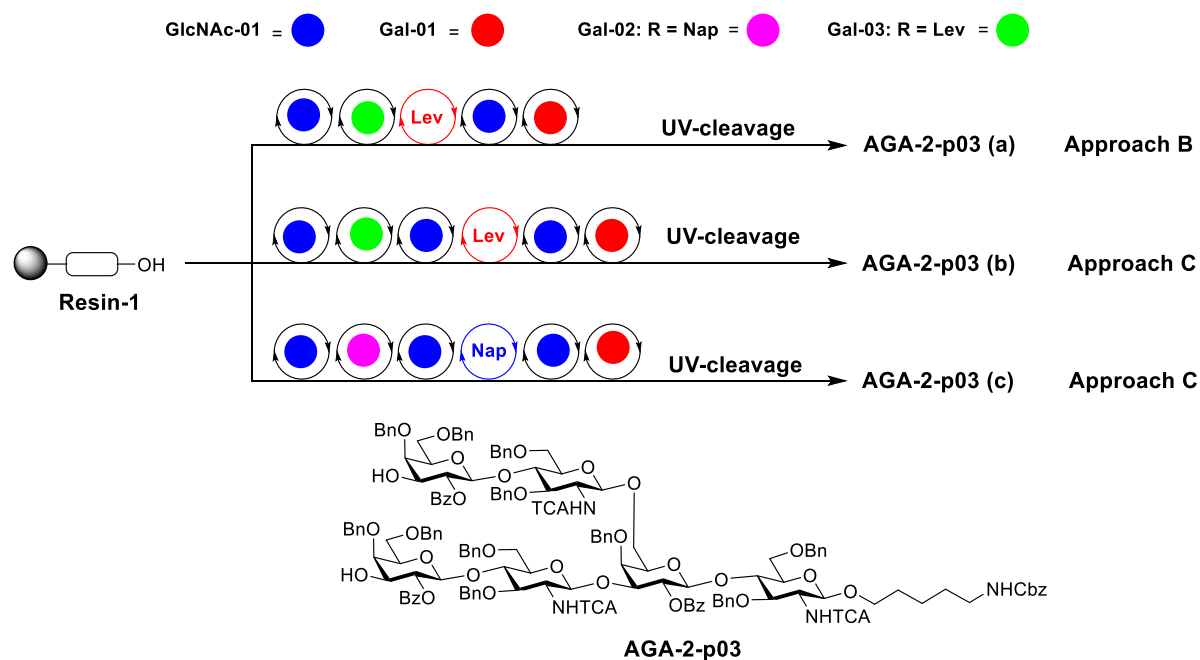 GlcNAc-01 =
Gal-01 =
Gal-02: R = Nap =
Gal-03: R = Lev =
Lev
UV-cleavage
AGA-2-p03 (a)
Approach B
Lev
UV-cleavage
AGA-2-p03 (b)
Approach C
OH
Resin-1
Nap
UV-cleavage
AGA-2-p03 (c)
Approach C
BnO
OBn
O
HO
BzO
O
BnO
O
BnO
TCAHN
O
BnO
OBn
O
HO
BzO
O
BnO
O
BnO
NHTCA
O
BnO
O
OBz
O
OBn
O
BnO
NHTCA
O
NHCbz
AGA-2-p03